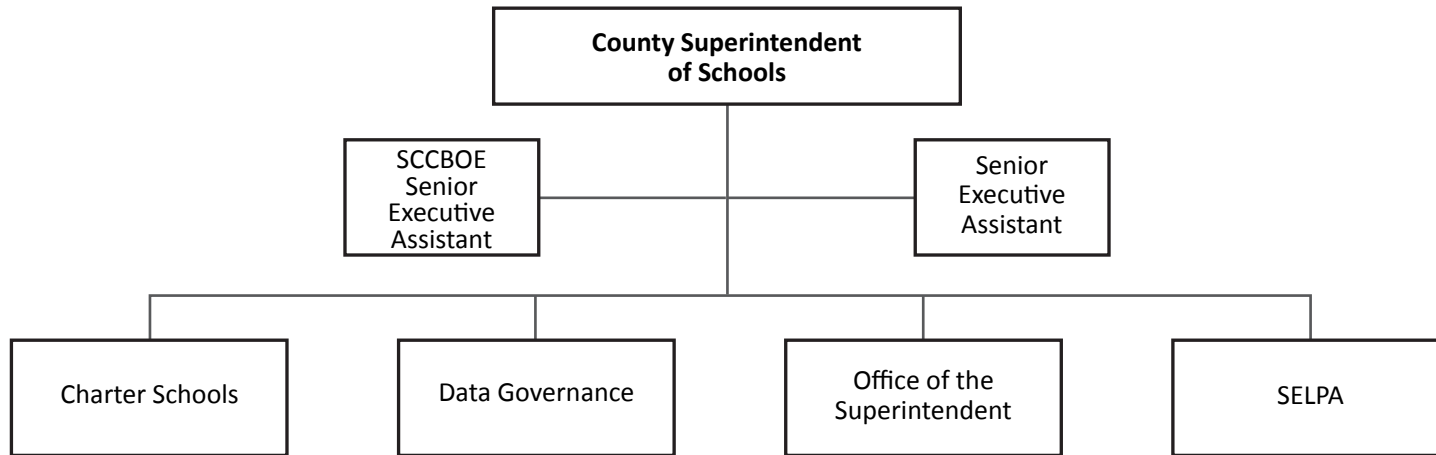 County Superintendent
of Schools
SCCBOE
Senior
Executive
Assistant
Senior
Executive
Assistant
Charter Schools
Data Governance
Office of the
Superintendent
SELPA